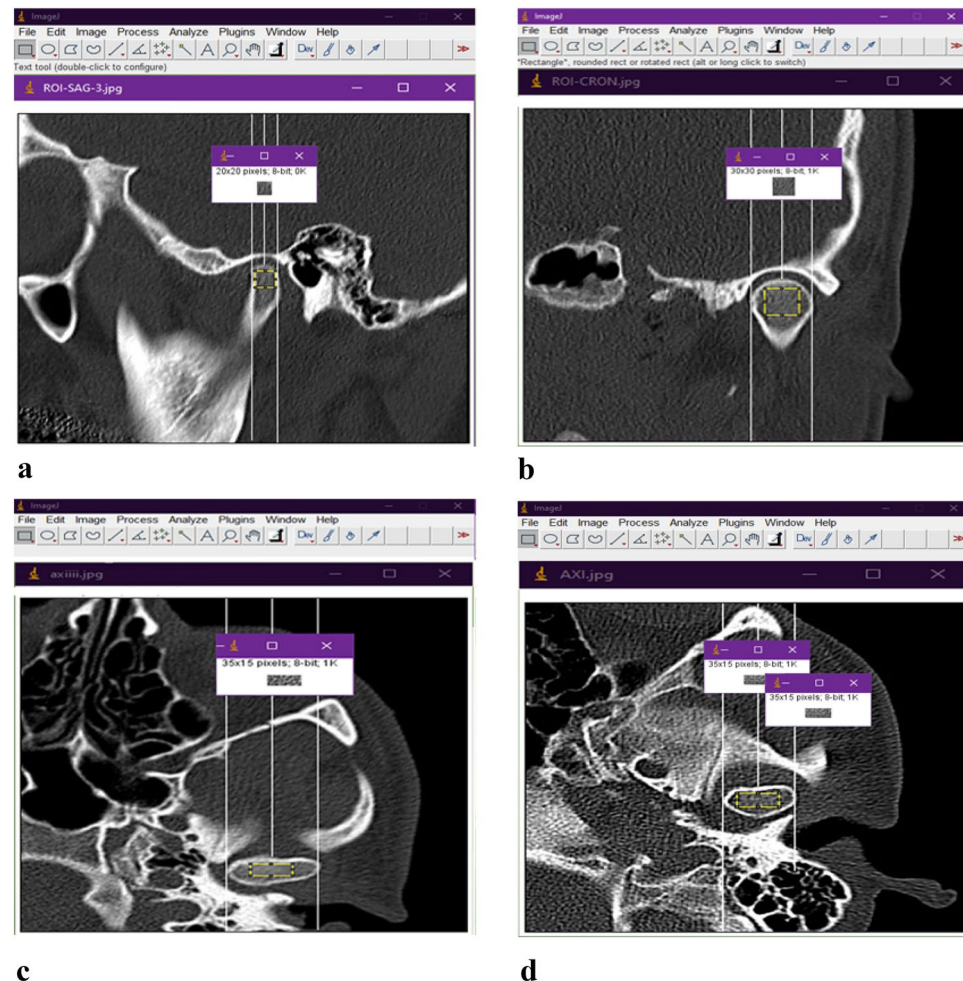 ImageJ
File Edit Image Process Analyze Plugins Window Help
Dev
Text tool (double-click to configure)
ROI-SAG-3.jpg
20x20 pixels; 8-bit; 0K
a
ImageJ
File Edit Image Process Analyze Plugins Window Help
Dev
*Rectangle*, rounded rect or rotated rect (alt or long click to switch)
ROI-CRON.jpg
30x30 pixels; 8-bit; 1K
b
ImageJ
File Edit Image Process Analyze Plugins Window Help
Dev
axiiii.jpg
35x15 pixels; 8-bit; 1K
c
ImageJ
File Edit Image Process Analyze Plugins Window Help
Dev
AXI.jpg
35x15 pixels; 8-bit; 1K
35x15 pixels; 8-bit; 1K
d